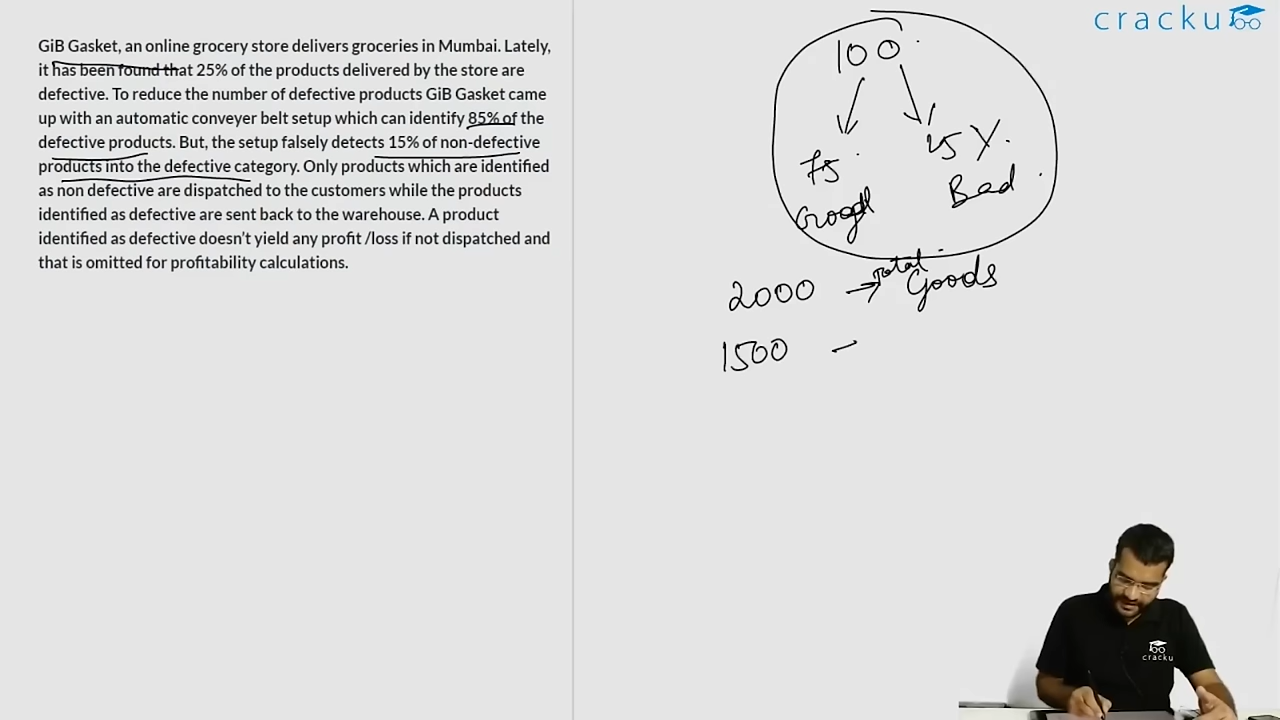 cracku
GiB Gasket, an online grocery store delivers groceries in Mumbai. Lately,
it has been found that 25% of the products delivered by the store are
defective. To reduce the number of defective products GiB Gasket came
up with an automatic conveyer belt setup which can identify 85% of the
defective products. But, the setup falsely detects 15% of non-defective
products into the defective category. Only products which are identified
as non defective are dispatched to the customers while the products
identified as defective are sent back to the warehouse. A product
identified as defective doesn't yield any profit /loss if not dispatched and
that is omitted for profitability calculations.
100
75 25%
Good Bad
2000 → Total Goods
1500 -
cracku